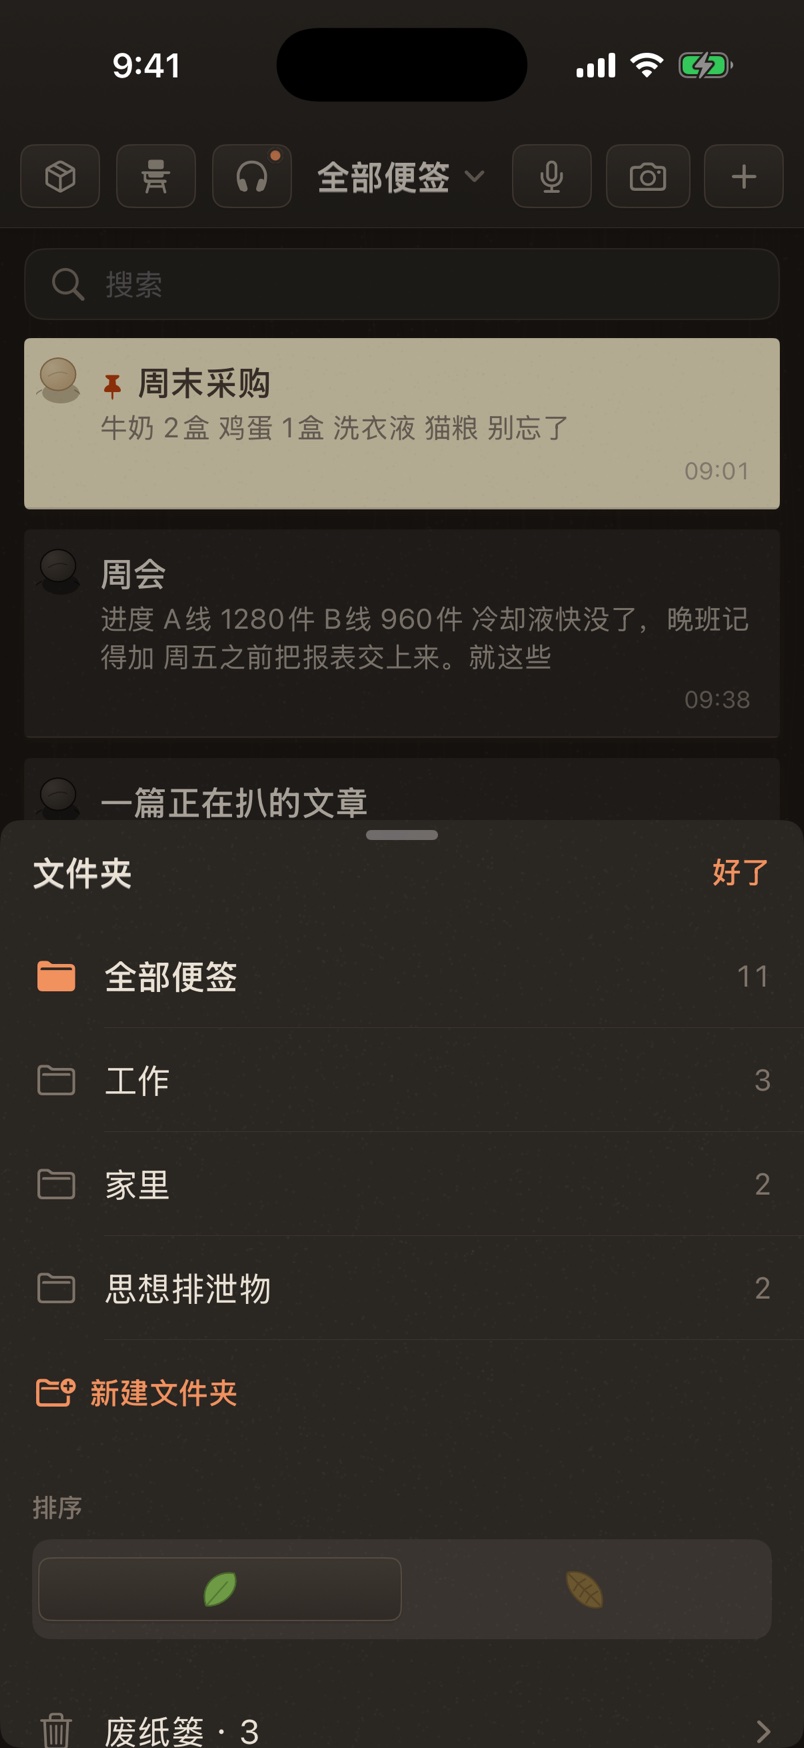 9:41
全部便签
搜索
周末采购
牛奶 2盒 鸡蛋 1盒 洗衣液 猫粮 别忘了
09:01
周会
进度 A线 1280件 B线 960件 冷却液快没了，晚班记
得加 周五之前把报表交上来。就这些
09:38
一篇正在扒的文章
文件夹
好了
全部便签
11
工作
3
家里
2
思想排泄物
2
新建文件夹
排序
废纸篓 · 3